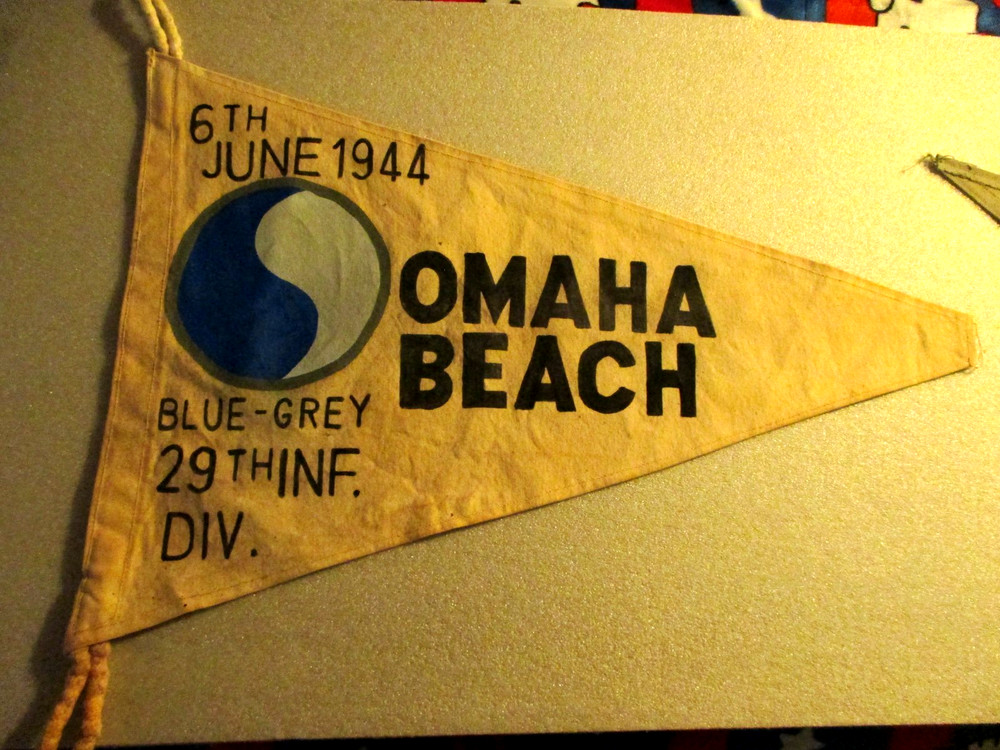 6TH
JUNE 1944
OMAHA
BEACH
BLUE-GREY
29TH INF.
DIV.